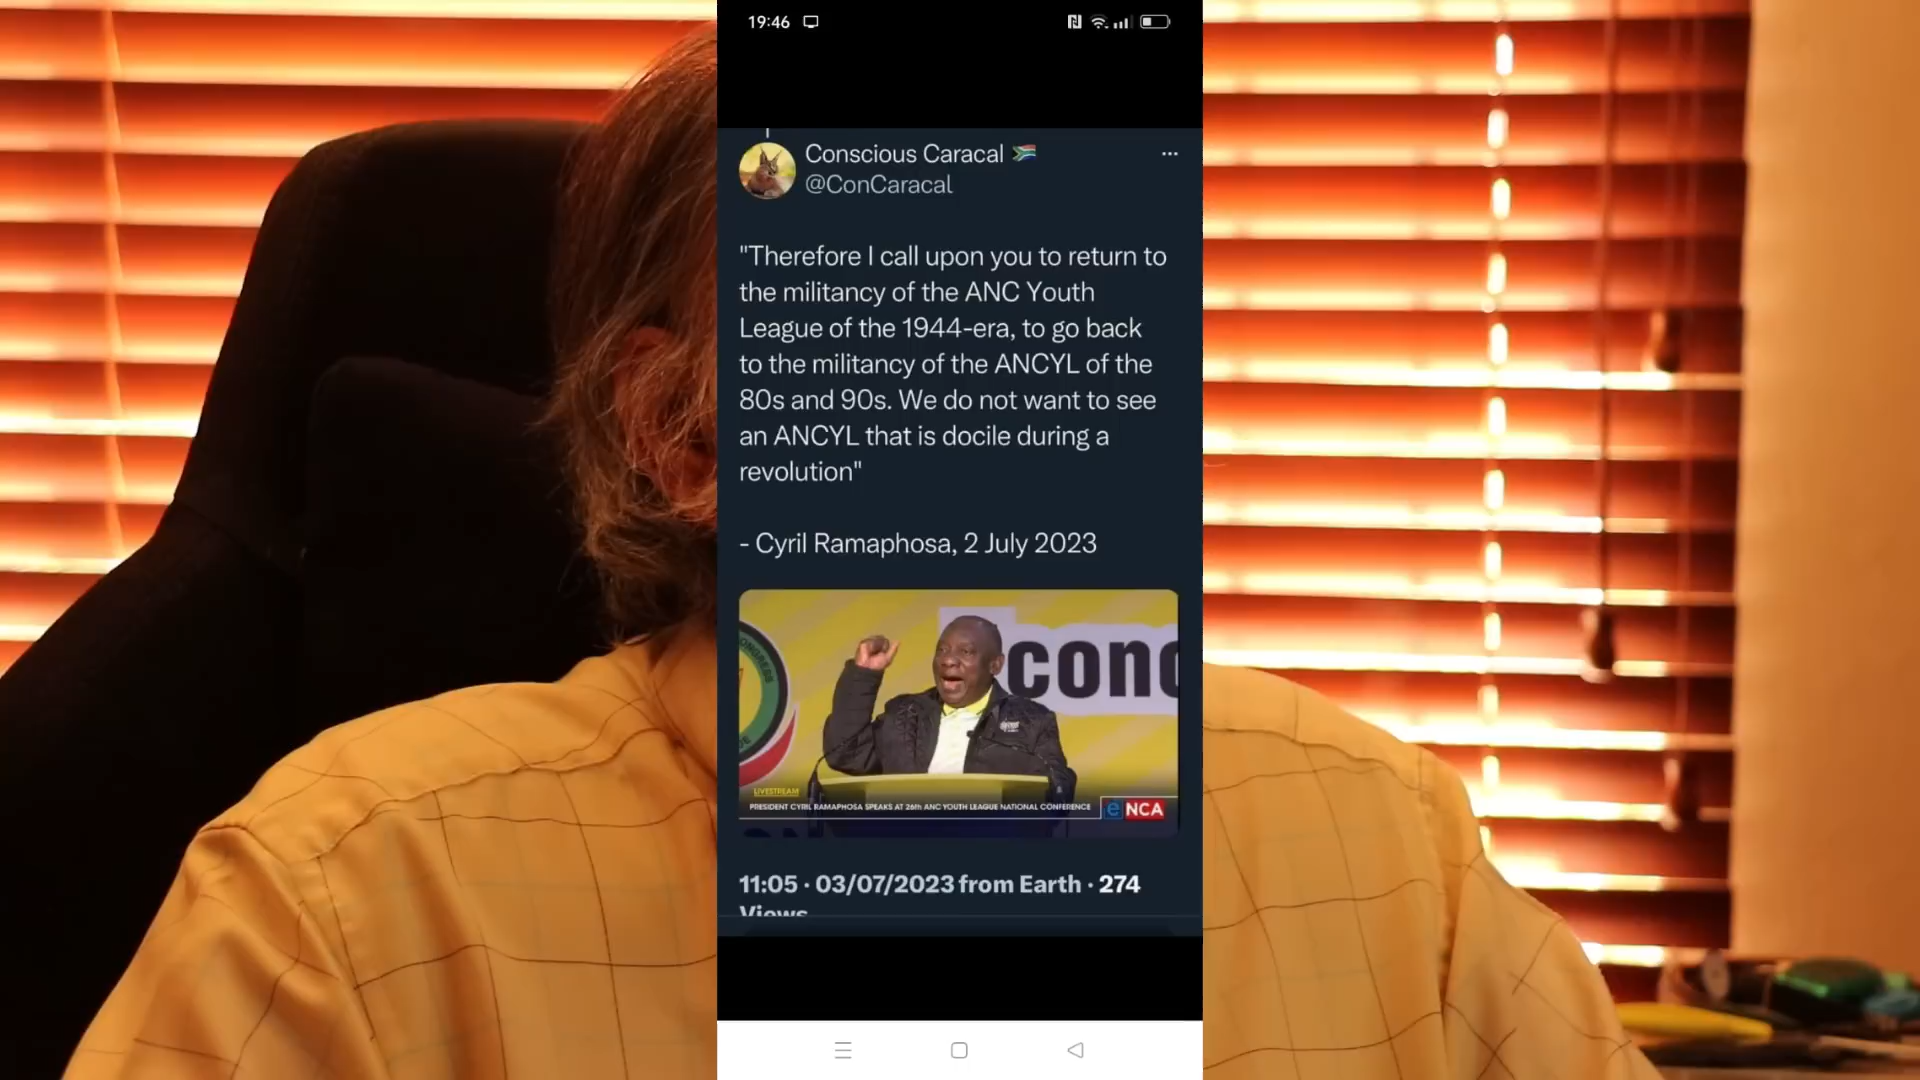 19:46
Conscious Caracal
@ConCaracal
"Therefore I call upon you to return to
the militancy of the ANC Youth
League of the 1944-era, to go back
to the militancy of the ANCYL of the
80s and 90s. We do not want to see
an ANCYL that is docile during a
revolution"
- Cyril Ramaphosa, 2 July 2023
cono
ONGRESS
LIVESTREAM
PRESIDENT CYRIL RAMAPHOSA SPEAKS AT 26th ANC YOUTH LEAGUE NATIONAL CONFERENCE
eNCA
11:05 · 03/07/2023 from Earth · 274
Views